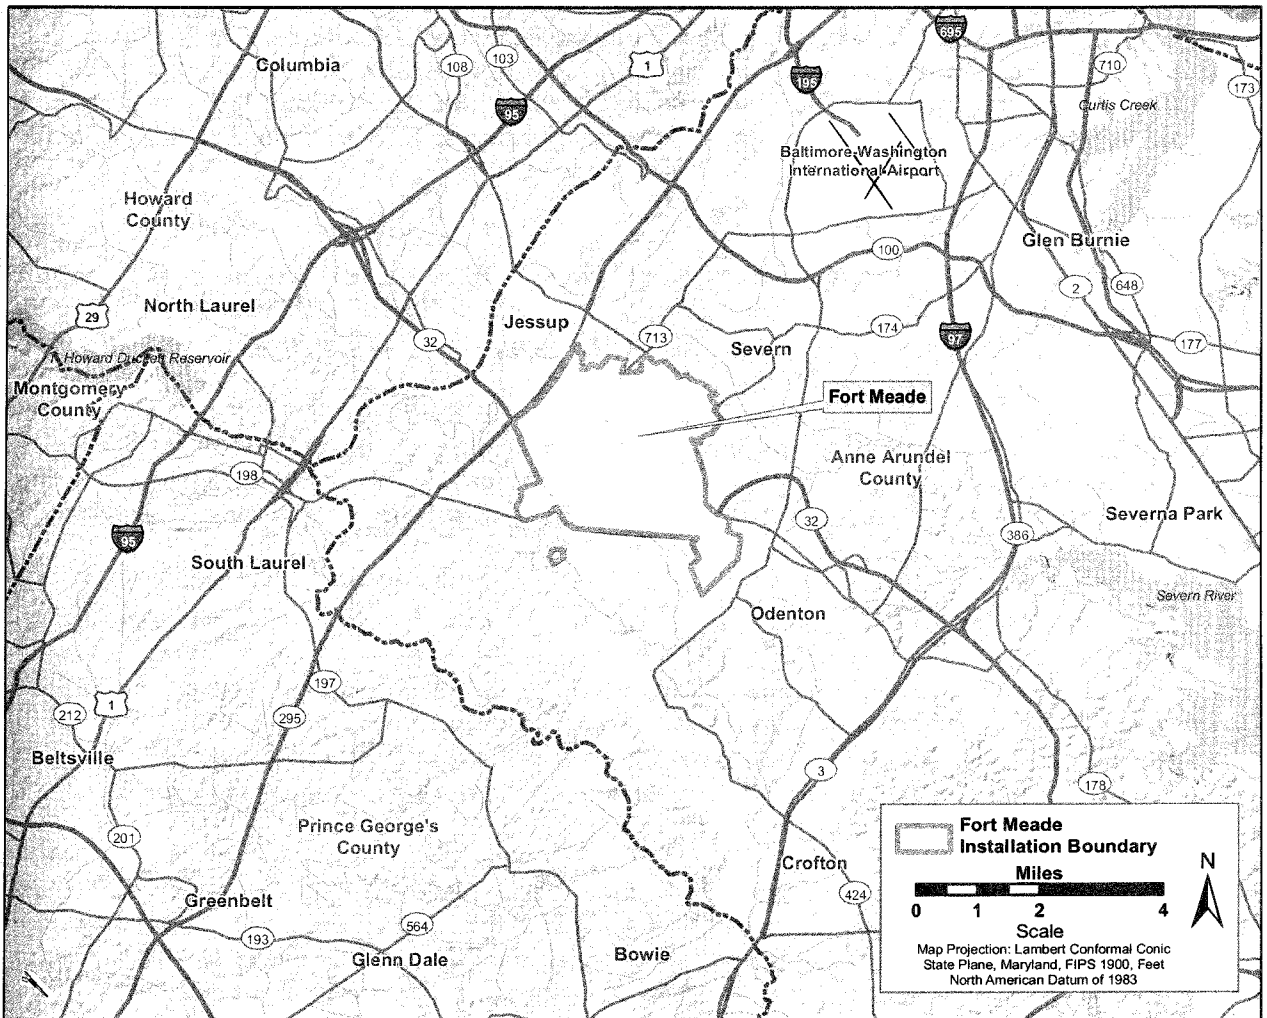 695
103
1
710
Columbia
108
195
173
95
Curtis Creek
Baltimore-Washington
International Airport
Howard
County
Glen Burnie
100
2
648
North Laurel
29
Jessup
174
32
713
97
177
Severn
T. Howard Duckett Reservoir
Montgomery
County
Fort Meade
Anne Arundel
County
198
32
Severna Park
386
95
South Laurel
Severn River
Odenton
197
1
212
295
Beltsville
3
178
Prince George's
County
201
Crofton
424
Greenbelt
564
193
Glenn Dale
Bowie
Fort Meade
Installation Boundary
Miles
N
0 1 2 4
Scale
Map Projection: Lambert Conformal Conic
State Plane, Maryland, FIPS 1900, Feet
North American Datum of 1983